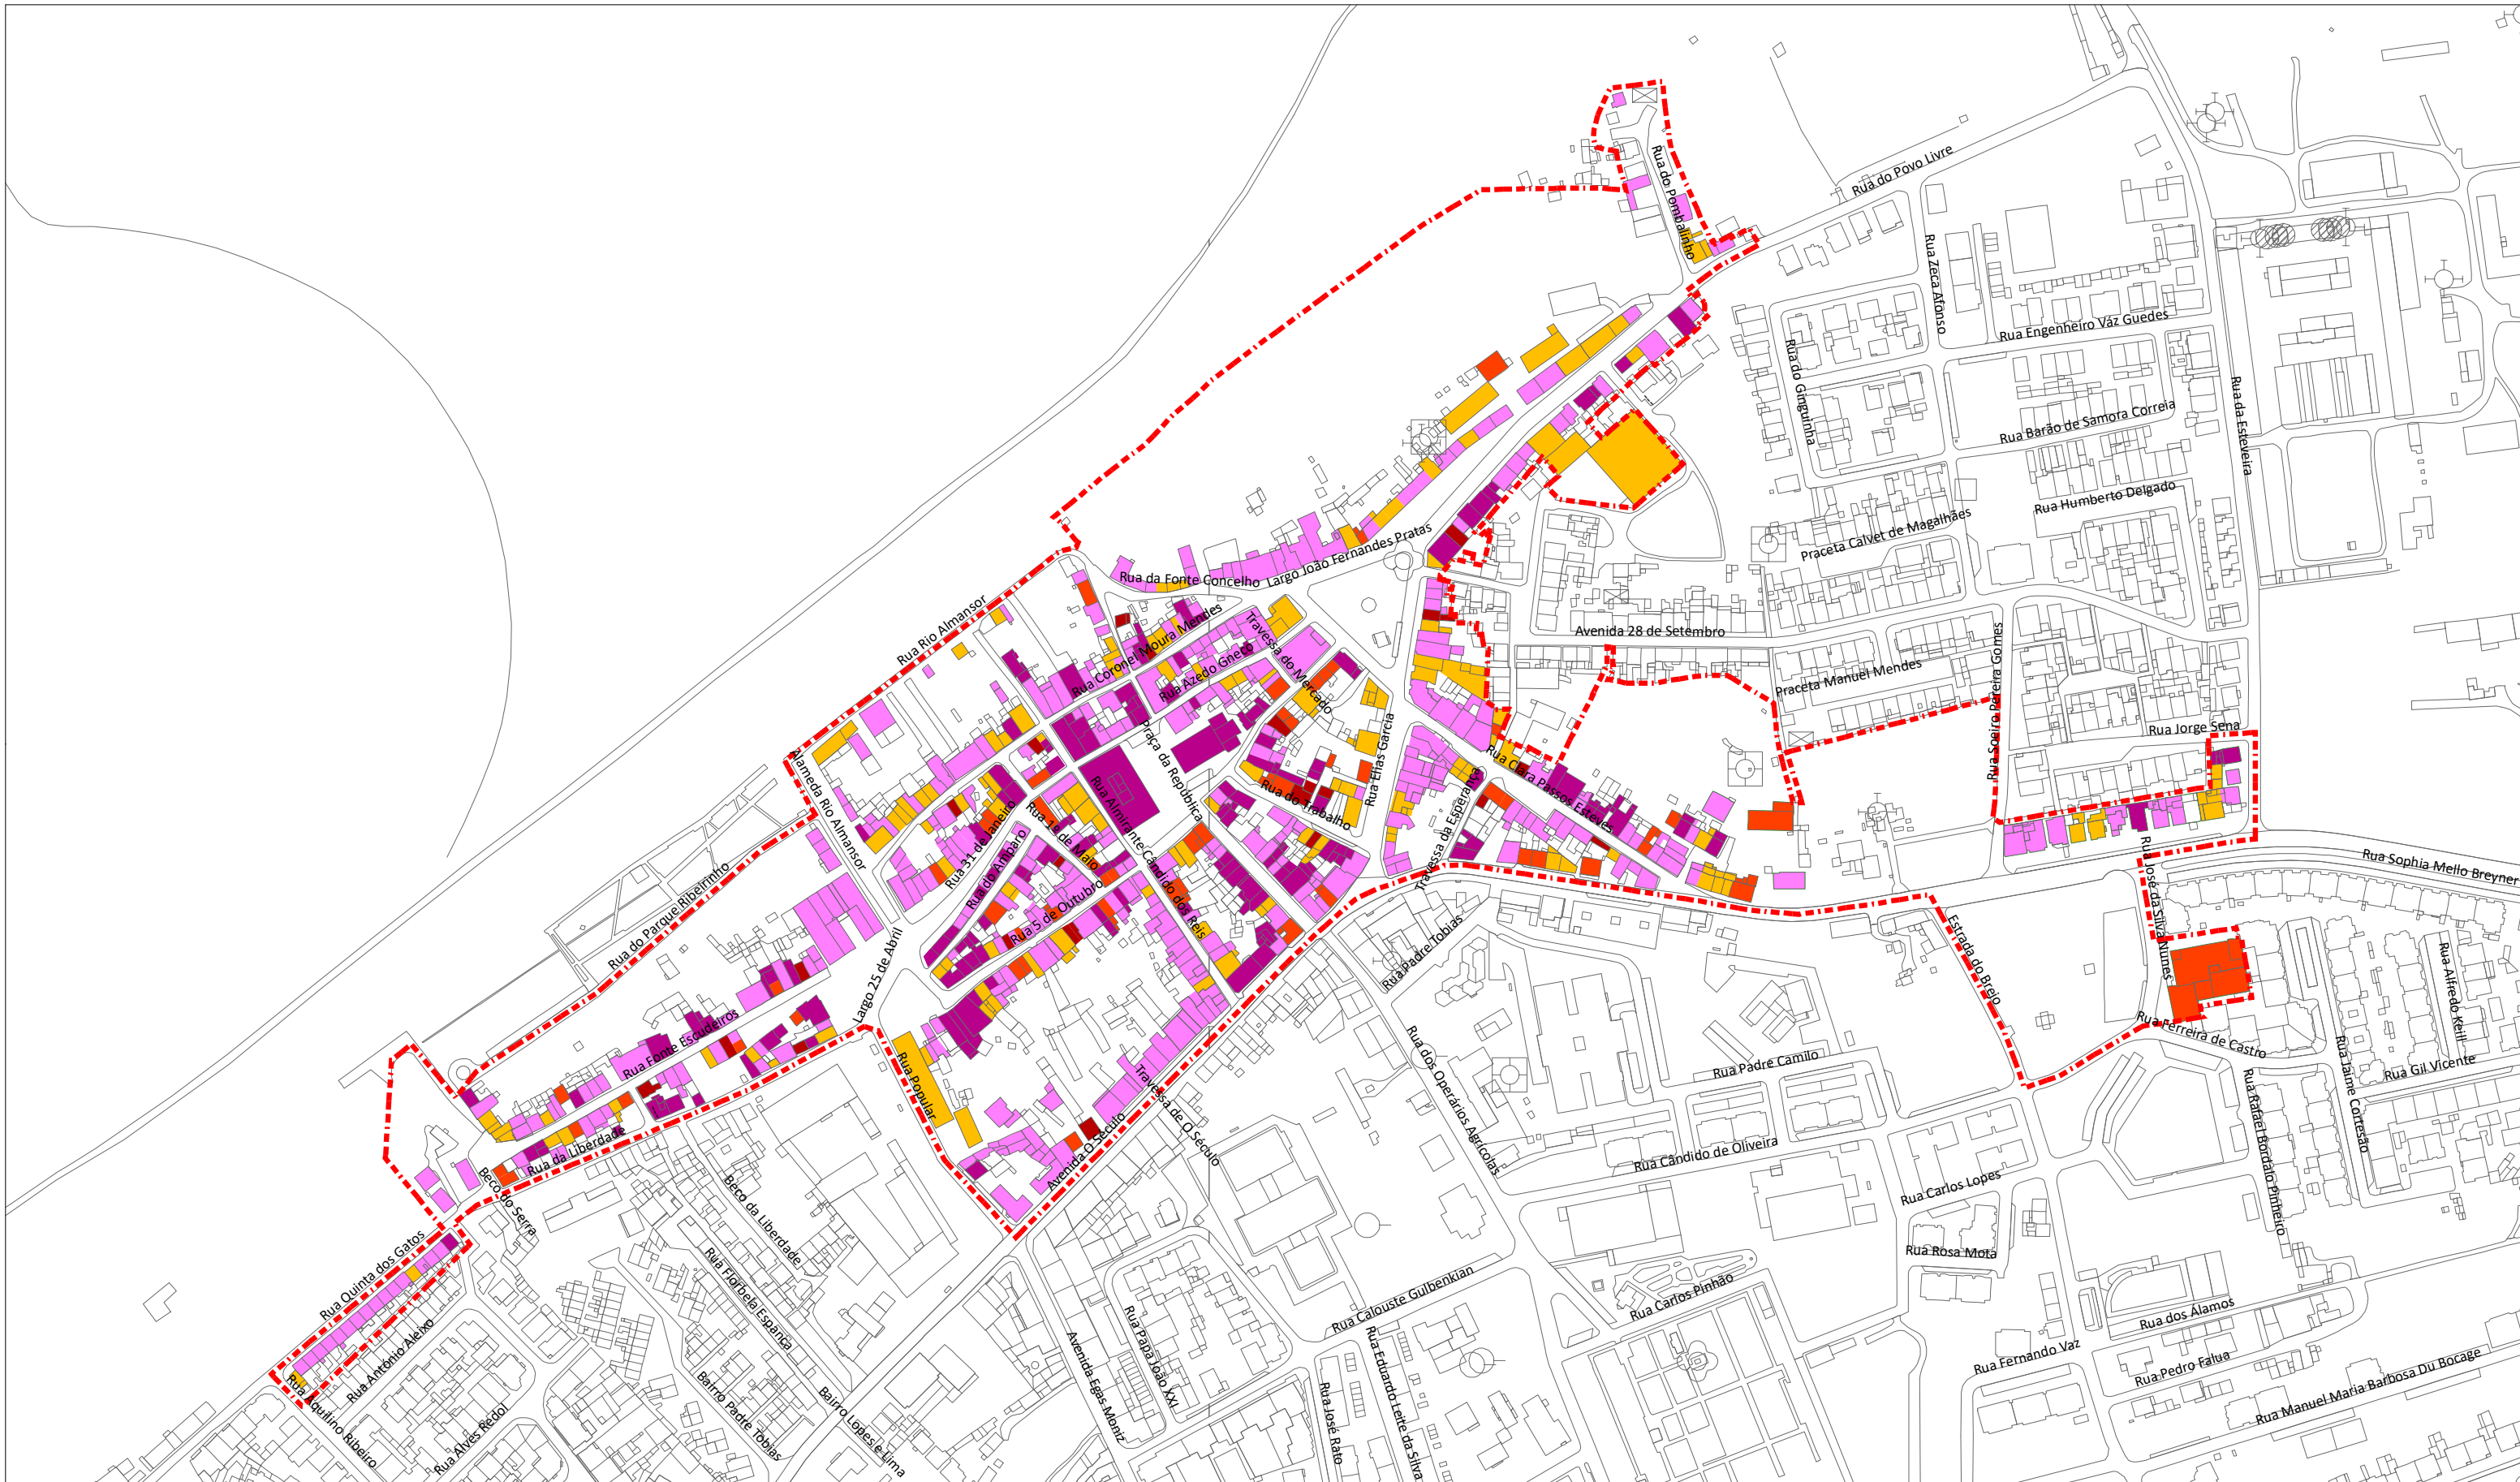 Rua do Pombalinho
Rua do Povo Livre
Rua Zeca Afonso
Rua Engenheiro Váz Guedes
Rua do Ginguinha
Rua Barão de Samora Correia
Rua da Esteveira
Rua Humberto Delgado
Praceta Calvet de Magalhães
Largo João Fernandes Pratas
Rua da Fonte Concelho
Rua Rio Almansor
Rua Coronel Moura Mendes
Travessa do Mercado
Rua Azedo Gneco
Avenida 28 de Setembro
Praceta Manuel Mendes
Rua Soeiro Pereira Gomes
Rua Jorge Sena
Alameda Rio Almansor
Praça da República
Rua Elias Garcia
Rua Clara Passos Esteves
Rua Almirante Cândido dos Reis
Rua do Trabalho
Travessa da Esperança
Rua 31 de Janeiro
Rua 1º de Maio
Rua do Amparo
Rua 5 de Outubro
Rua do Parque Ribeirinho
Rua José da Silva Nunes
Rua Sophia Mello Breyner
Rua Padre Tobias
Estrada do Brejo
Rua Alfredo Keill
Largo 25 de Abril
Rua Fonte Escudeiros
Rua Ferreira de Castro
Rua Jaime Cortesão
Rua Gil Vicente
Rua Popular
Rua dos Operários Agrícolas
Rua Padre Camilo
Rua Rafael Bordalo Pinheiro
Rua da Liberdade
Travessa de O Século
Avenida O Século
Rua Cândido de Oliveira
Rua Carlos Lopes
Beco do Serra
Beco da Liberdade
Rua Quinta dos Gatos
Rua Florbela Espanca
Rua Rosa Mota
Rua Calouste Gulbenkian
Rua Carlos Pinhão
Rua dos Álamos
Rua António Aleixo
Rua Papa João XXI
Avenida Egas Moniz
Rua Fernando Vaz
Rua Pedro Falua
Rua Aquilino Ribeiro
Rua Alves Redol
Bairro Padre Tobias
Bairro Lopes e Lima
Rua José Rato
Rua Eduardo Leite da Silva
Rua Manuel Maria Barbosa Du Bocage